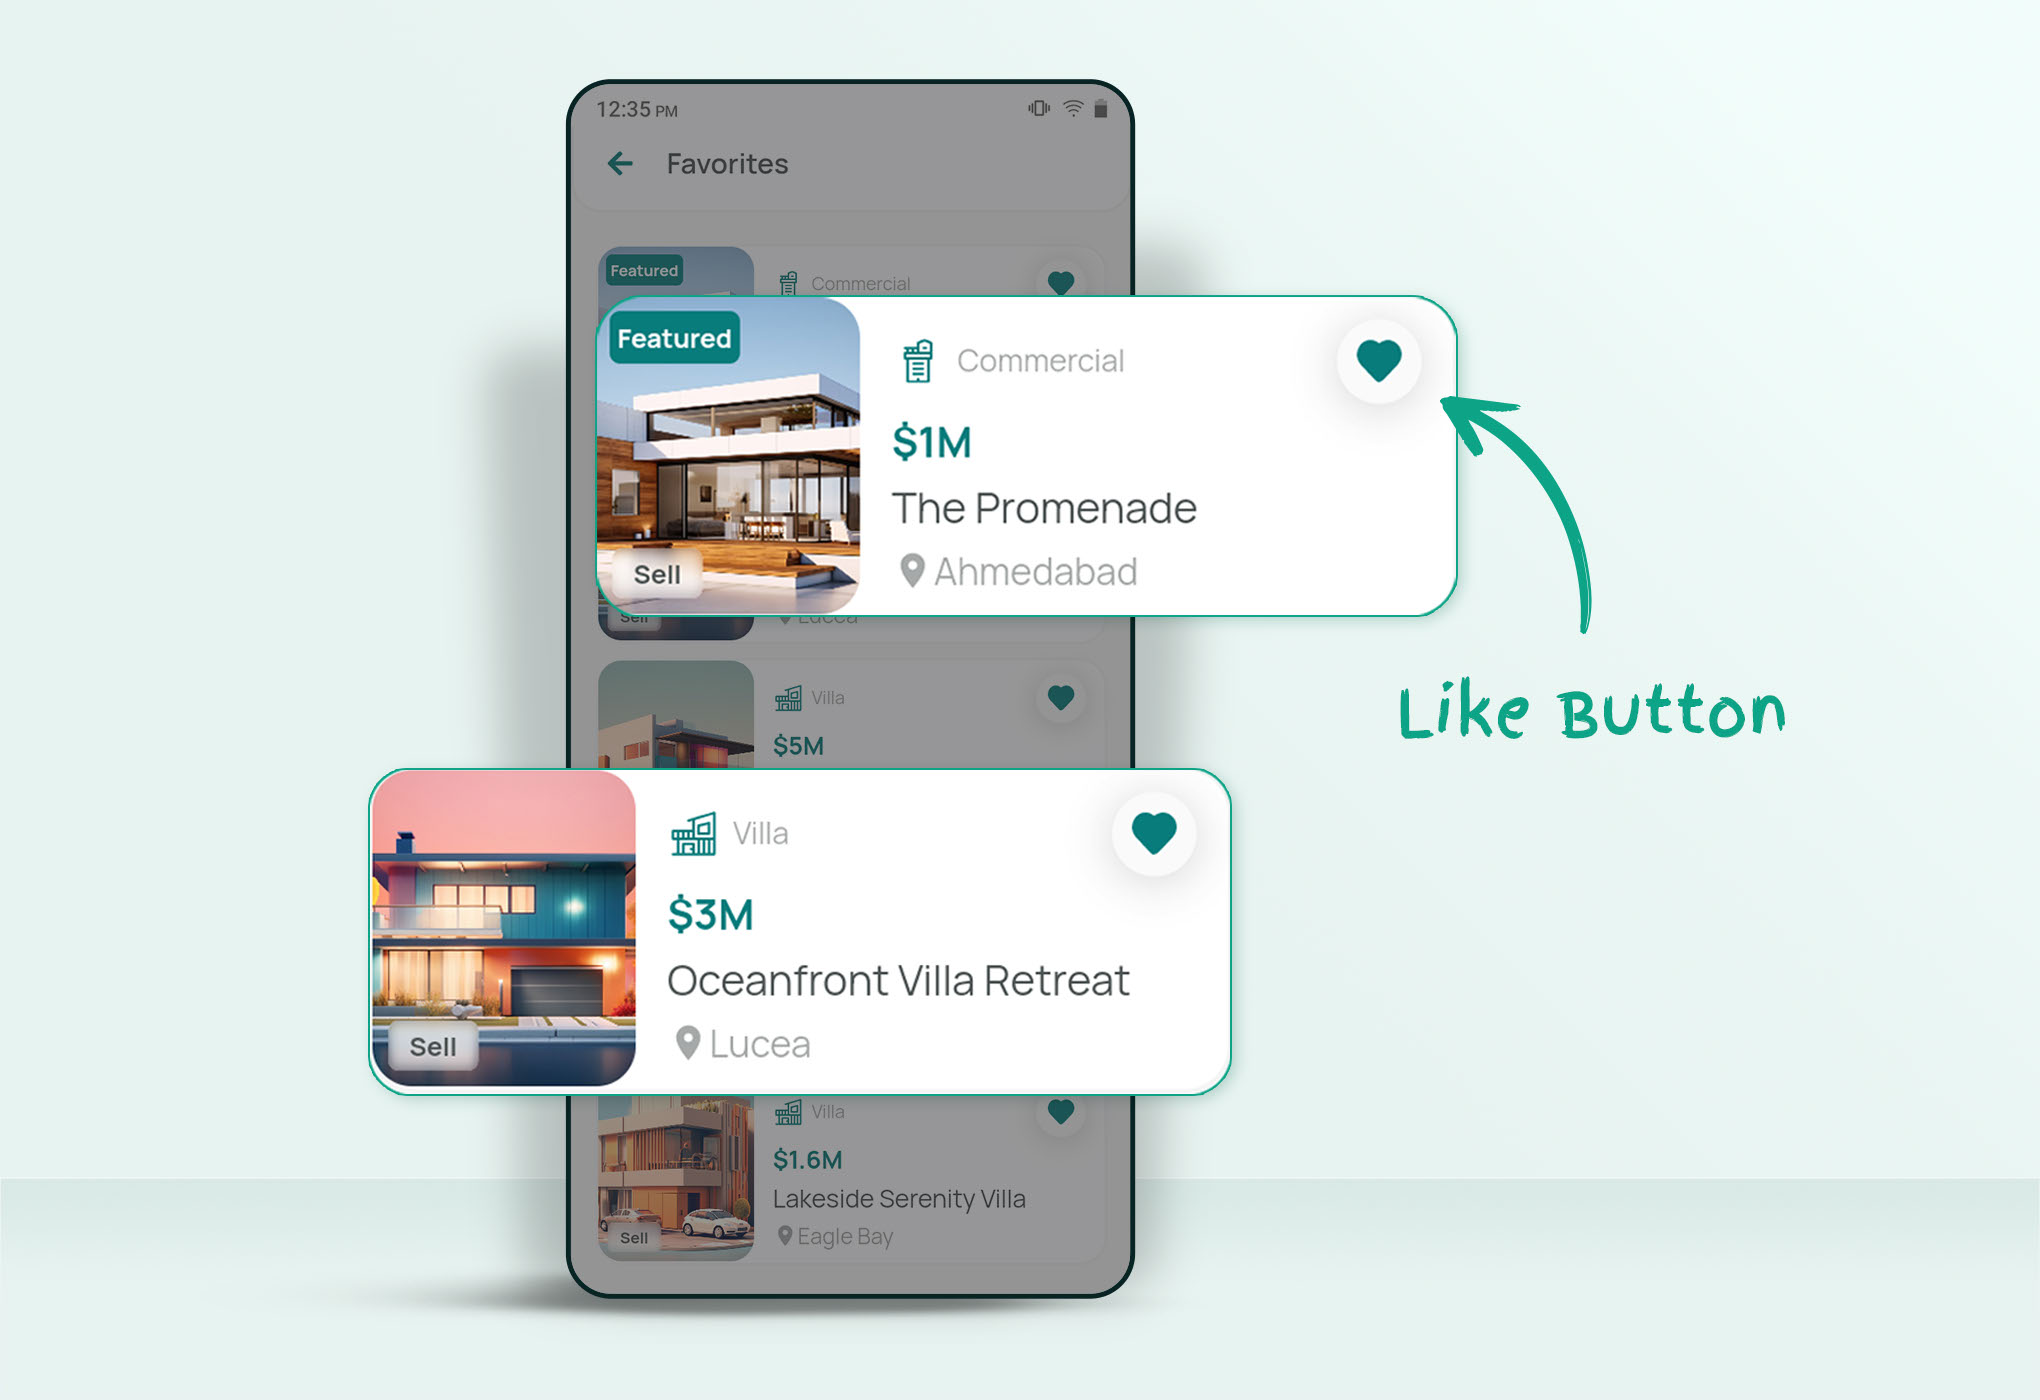 12:35 PM
Favorites
Featured
Commercial
Featured
Commercial
$1M
The Promenade
Sell
Ahmedabad
Sell
Villa
$5M
Villa
$3M
Oceanfront Villa Retreat
Sell
Lucea
Villa
$1.6M
Lakeside Serenity Villa
Sell
Eagle Bay
Like Button